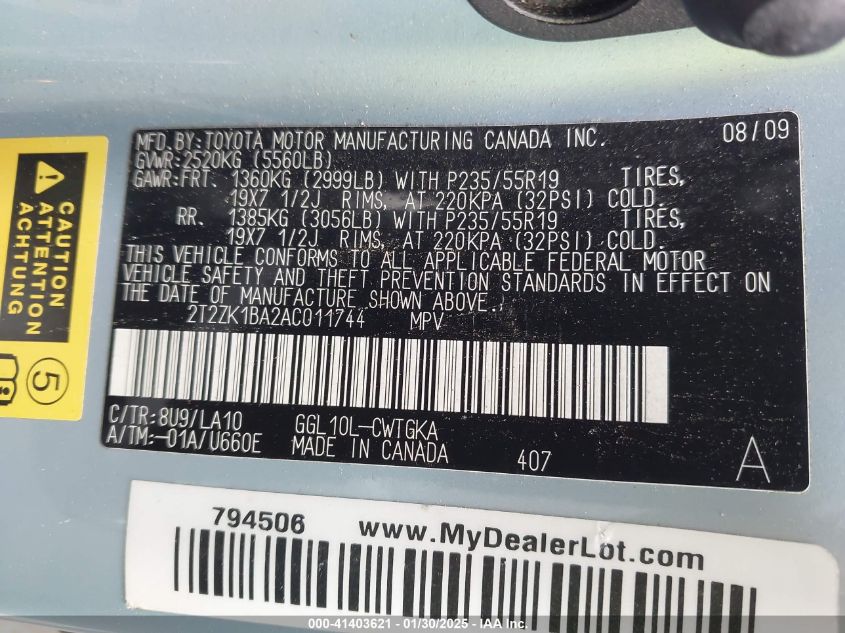 MFD. BY: TOYOTA MOTOR MANUFACTURING CANADA INC. 08/09
GVWR: 2520KG (5560LB)
GAWR: FRT. 1360KG (2999LB) WITH P235/55R19 TIRES,
19X7 1/2J RIMS, AT 220KPA (32PSI) COLD.
RR. 1385KG (3056LB) WITH P235/55R19 TIRES,
19X7 1/2J RIMS, AT 220KPA (32PSI) COLD.
THIS VEHICLE CONFORMS TO ALL APPLICABLE FEDERAL MOTOR
VEHICLE SAFETY AND THEFT PREVENTION STANDARDS IN EFFECT ON
THE DATE OF MANUFACTURE SHOWN ABOVE.
2T2ZK1BA2AC011744 MPV
C/TR: 8U9/LA10 GGL10L-CWTGKA
A/TM: -01A/U660E MADE IN CANADA 407 A
CAUTION
ATTENTION
ACHTUNG
5
794506 www.MyDealerLot.com
000-41403621 - 01/30/2025 - IAA Inc.